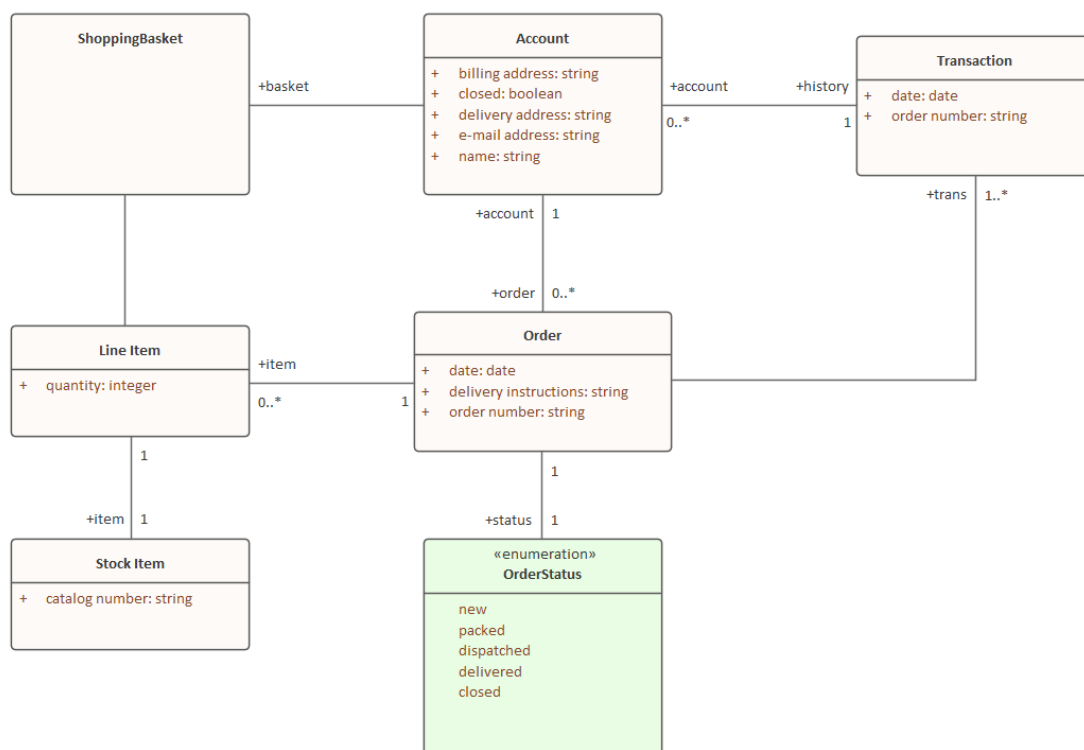 ShoppingBasket
+basket
Account
+ billing address: string
+ closed: boolean
+ delivery address: string
+ e-mail address: string
+ name: string
+account
0..*
+history
1
Transaction
+ date: date
+ order number: string
+trans
1..*
+account
1
+order
0..*
Line Item
+ quantity: integer
+item
0..*
1
Order
+ date: date
+ delivery instructions: string
+ order number: string
1
+item
1
1
+status
1
Stock Item
+ catalog number: string
«enumeration»
OrderStatus
new
packed
dispatched
delivered
closed